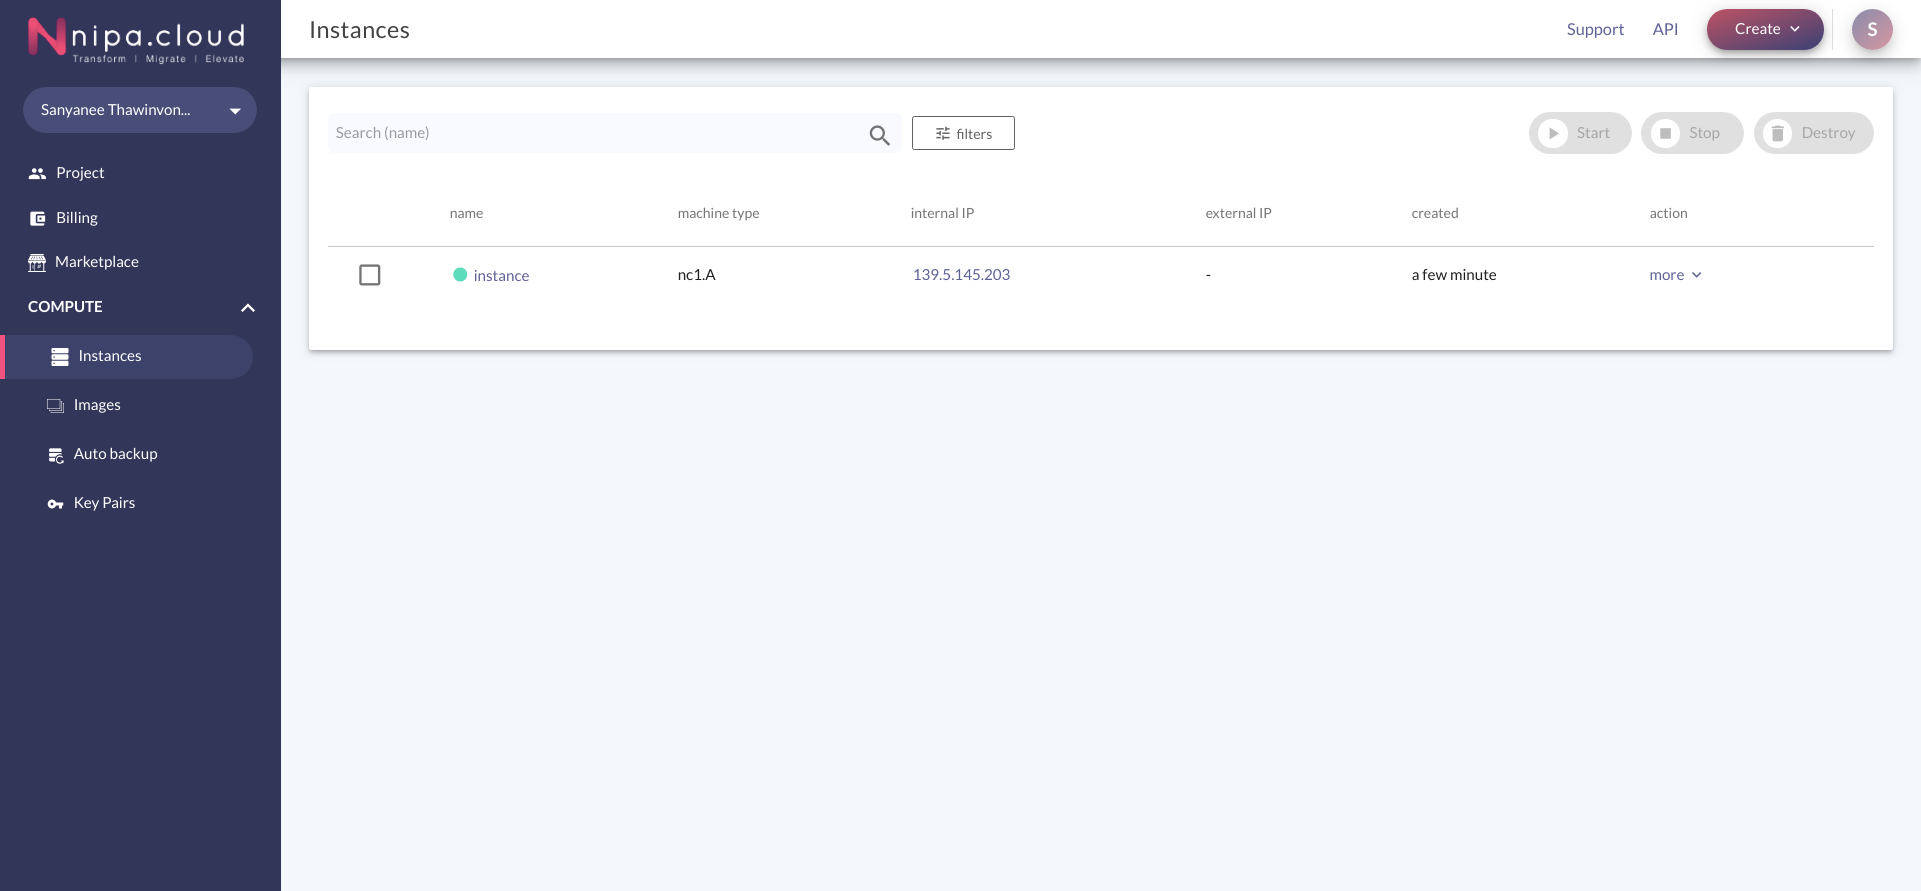 nipa.cloud
Transform | Migrate | Elevate
Sanyanee Thawinvon...
Project
Billing
Marketplace
COMPUTE
Instances
Images
Auto backup
Key Pairs
Instances
Support API Create S
Search (name) filters Start Stop Destroy
name machine type internal IP external IP created action
instance nc1.A 139.5.145.203 - a few minute more